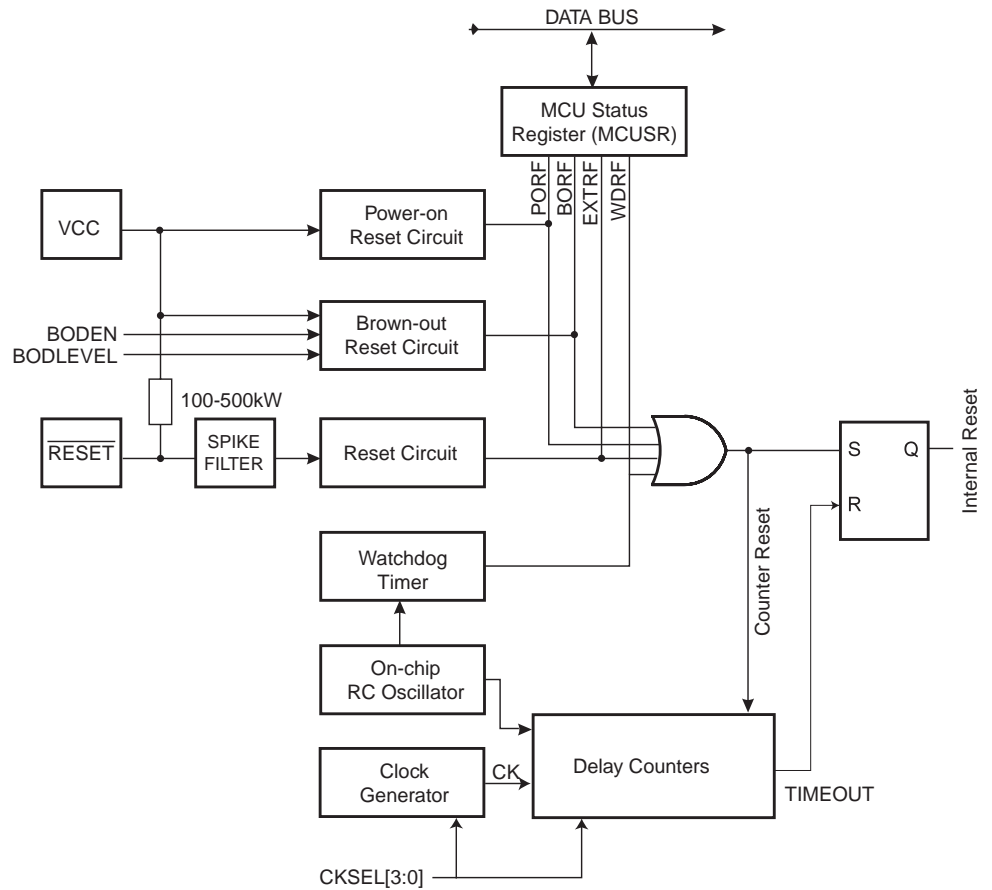 DATA BUS
MCU Status
Register (MCUSR)
PORF
BORF
EXTRF
WDRF
VCC
Power-on
Reset Circuit
BODEN
BODLEVEL
Brown-out
Reset Circuit
100-500kW
RESET
SPIKE
FILTER
Reset Circuit
S
Q
R
Internal Reset
Watchdog
Timer
Counter Reset
On-chip
RC Oscillator
Clock
Generator
CK
Delay Counters
TIMEOUT
CKSEL[3:0]